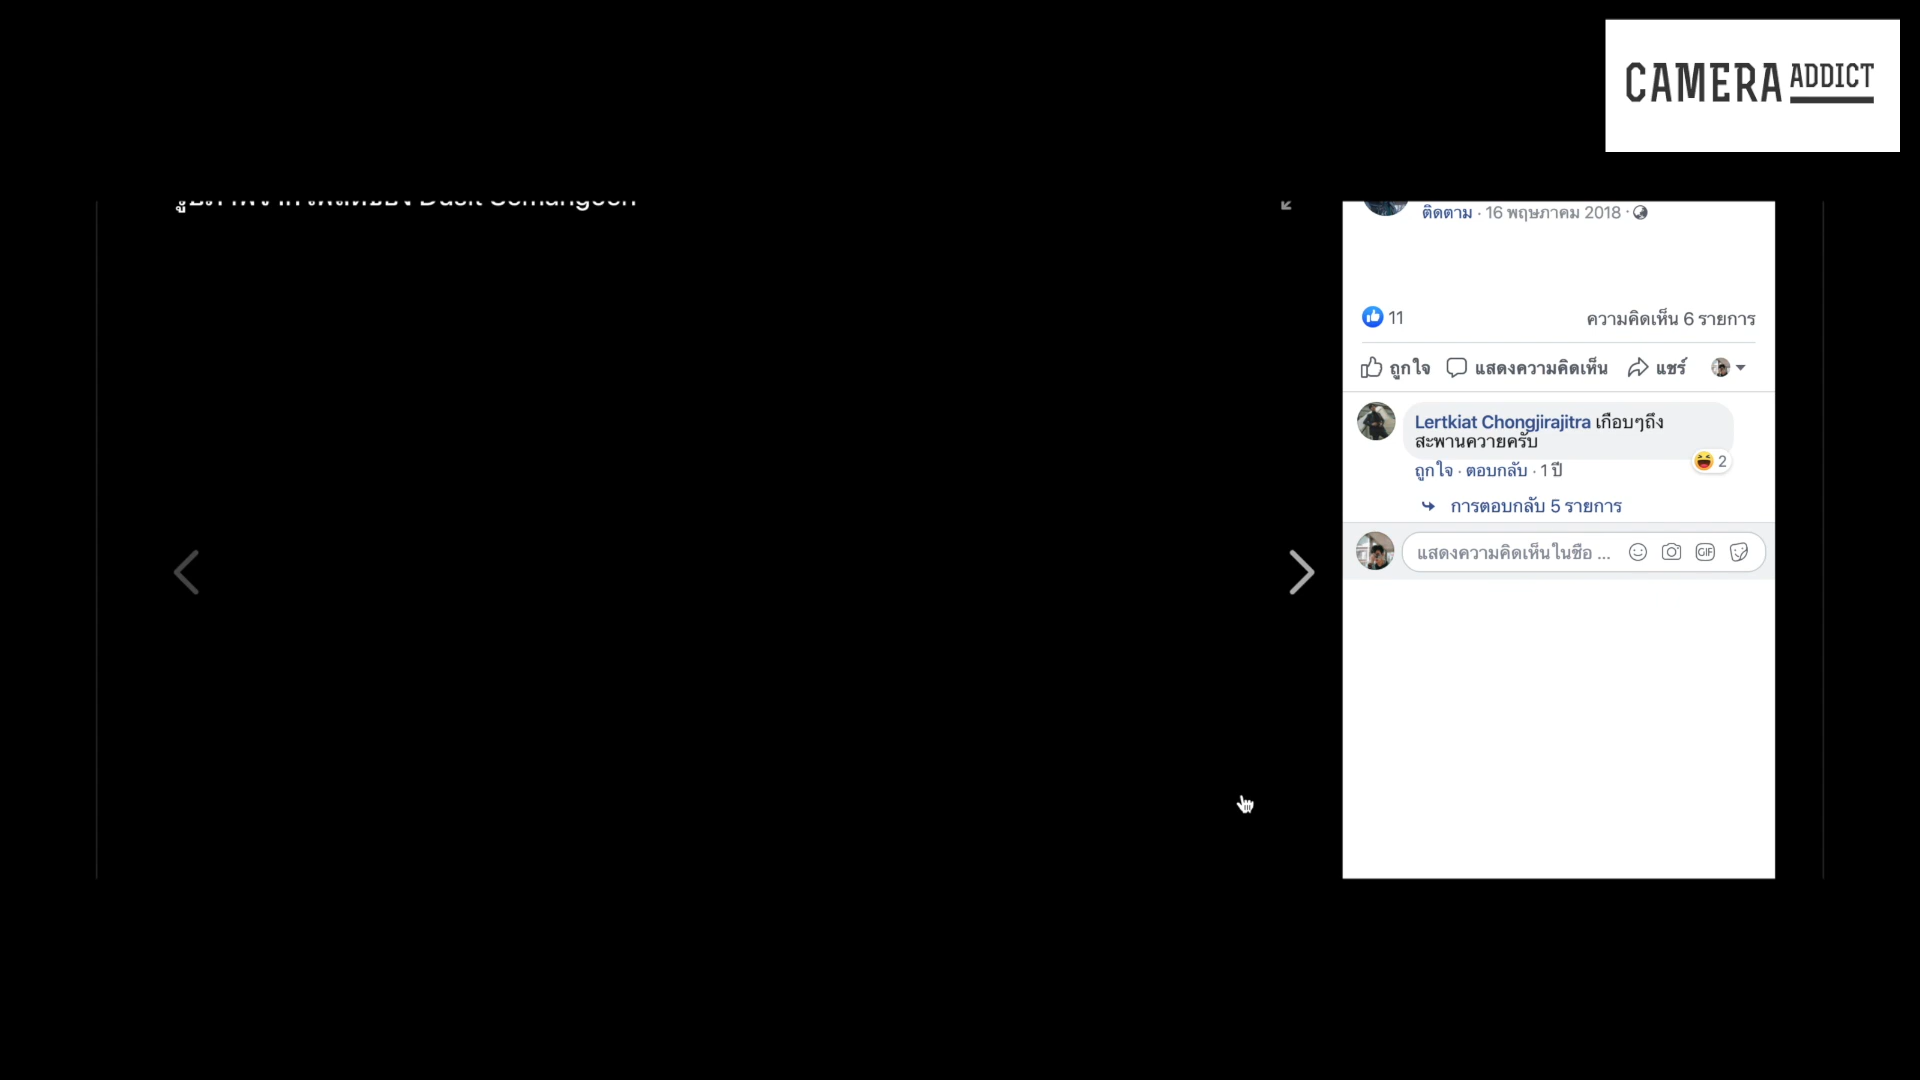 CAMERA ADDICT
ติดตาม · 16 พฤษภาคม 2018 ·
11
ความคิดเห็น 6 รายการ
ถูกใจ แสดงความคิดเห็น แชร์
Lertkiat Chongjirajitra เกือบๆถึง
สะพานควายครับ
2
ถูกใจ · ตอบกลับ · 1 ปี
การตอบกลับ 5 รายการ
แสดงความคิดเห็นในชื่อ ...
GIF